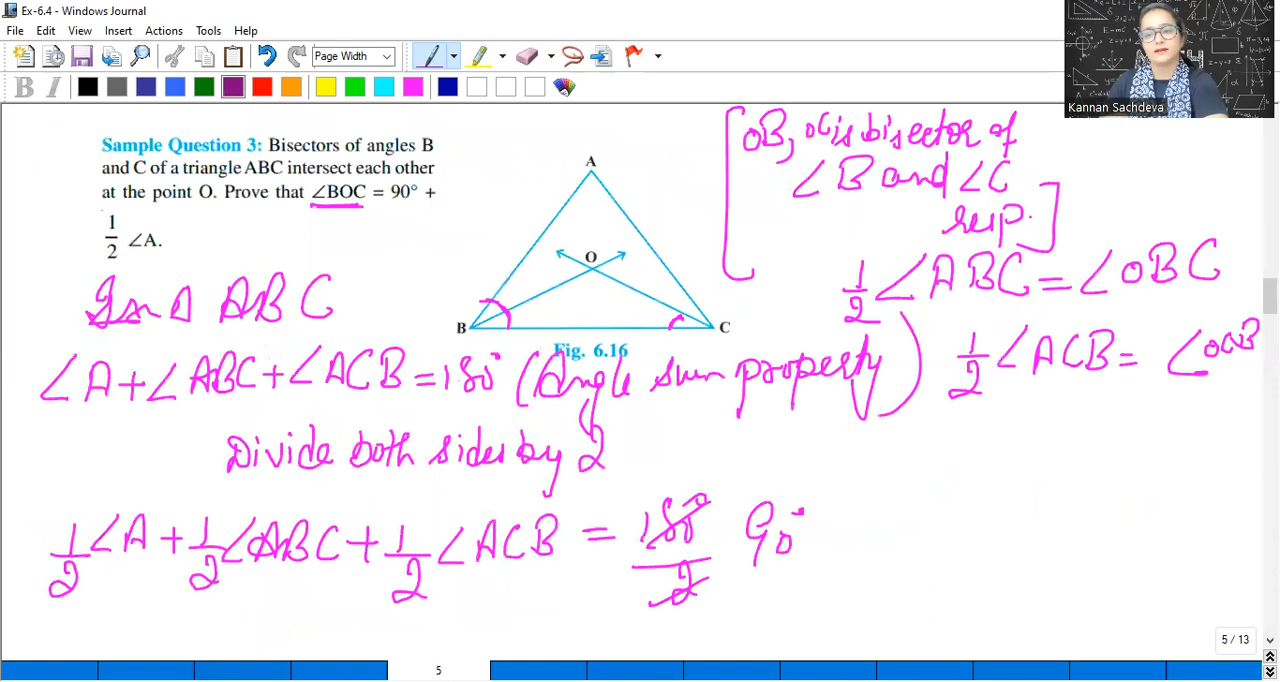 Ex-6.4 - Windows Journal
File Edit View Insert Actions Tools Help
Page Width
B I
Kannan Sachdeva
Sample Question 3: Bisectors of angles B
and C of a triangle ABC intersect each other
at the point O. Prove that ∠BOC = 90° +
1/2 ∠A.
A
O
B
C
Fig. 6.16
[OB, OC is bisector of
∠B and ∠C
resp.]
1/2 ∠ABC = ∠OBC
1/2 ∠ACB = ∠OCB
In Δ ABC
∠A + ∠ABC + ∠ACB = 180° (Angle sum property)
Divide both sides by 2
1/2 ∠A + 1/2 ∠ABC + 1/2 ∠ACB = 180°/2 90°
5 / 13
5